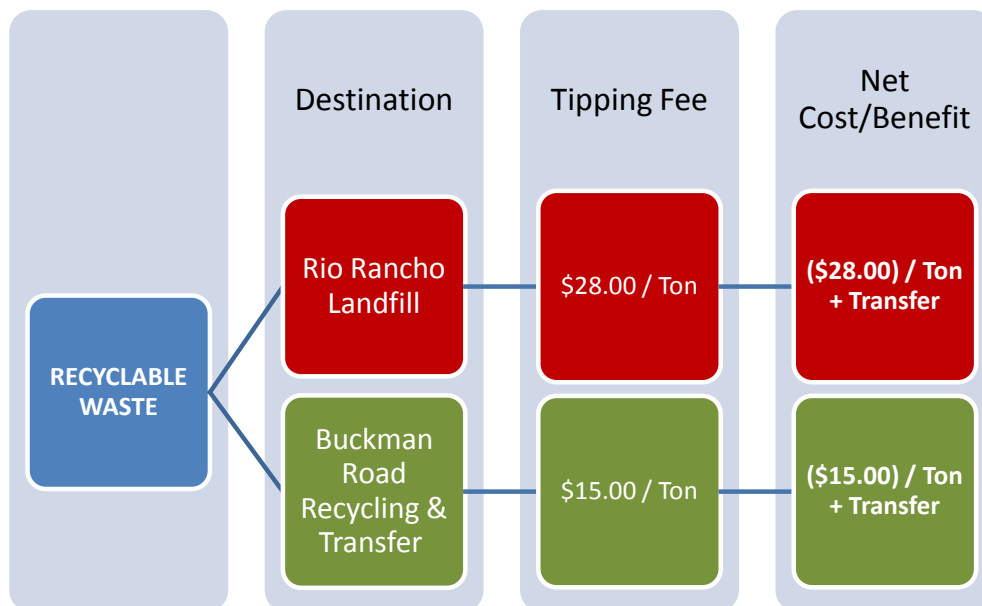 Destination
Tipping Fee
Net
Cost/Benefit
RECYCLABLE
WASTE
Rio Rancho
Landfill
$28.00 / Ton
($28.00) / Ton
+ Transfer
Buckman
Road
Recycling &
Transfer
$15.00 / Ton
($15.00) / Ton
+ Transfer